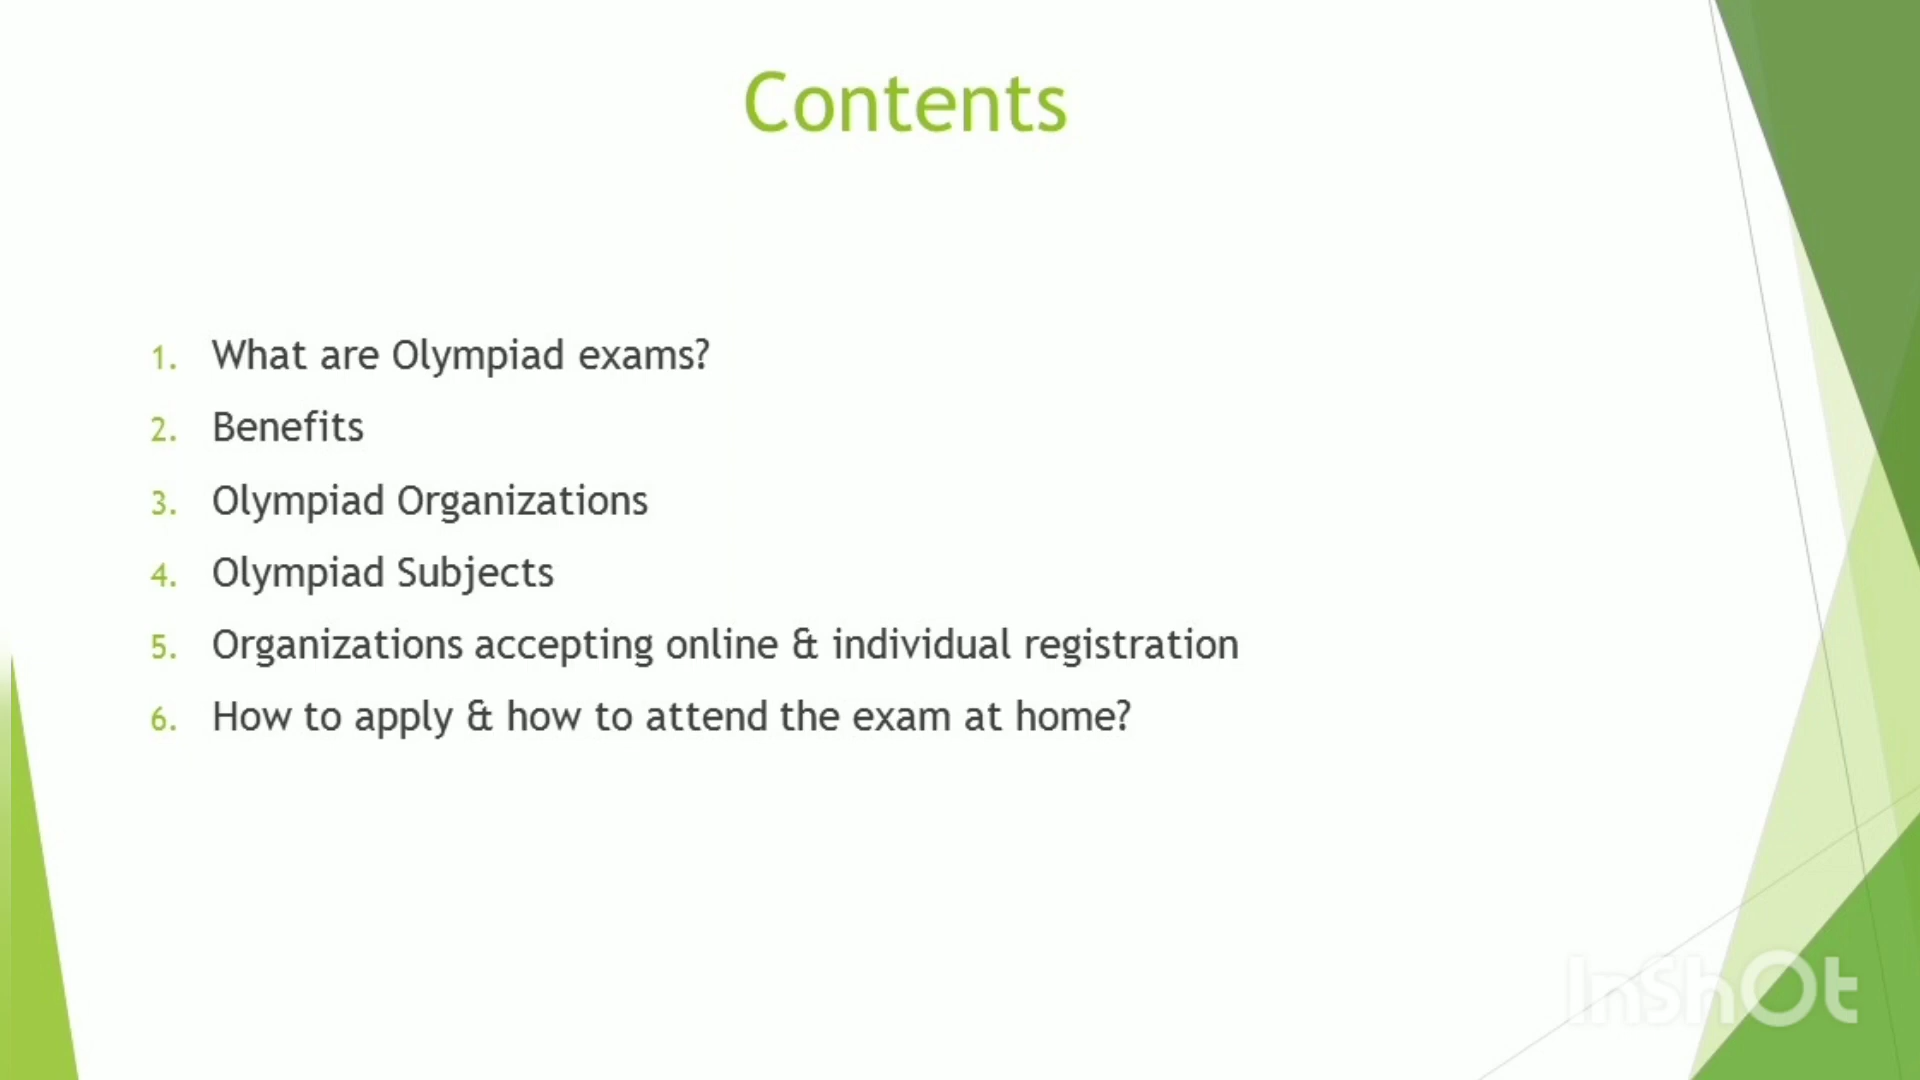 Contents
1. What are Olympiad exams?
2. Benefits
3. Olympiad Organizations
4. Olympiad Subjects
5. Organizations accepting online & individual registration
6. How to apply & how to attend the exam at home?
InShOt